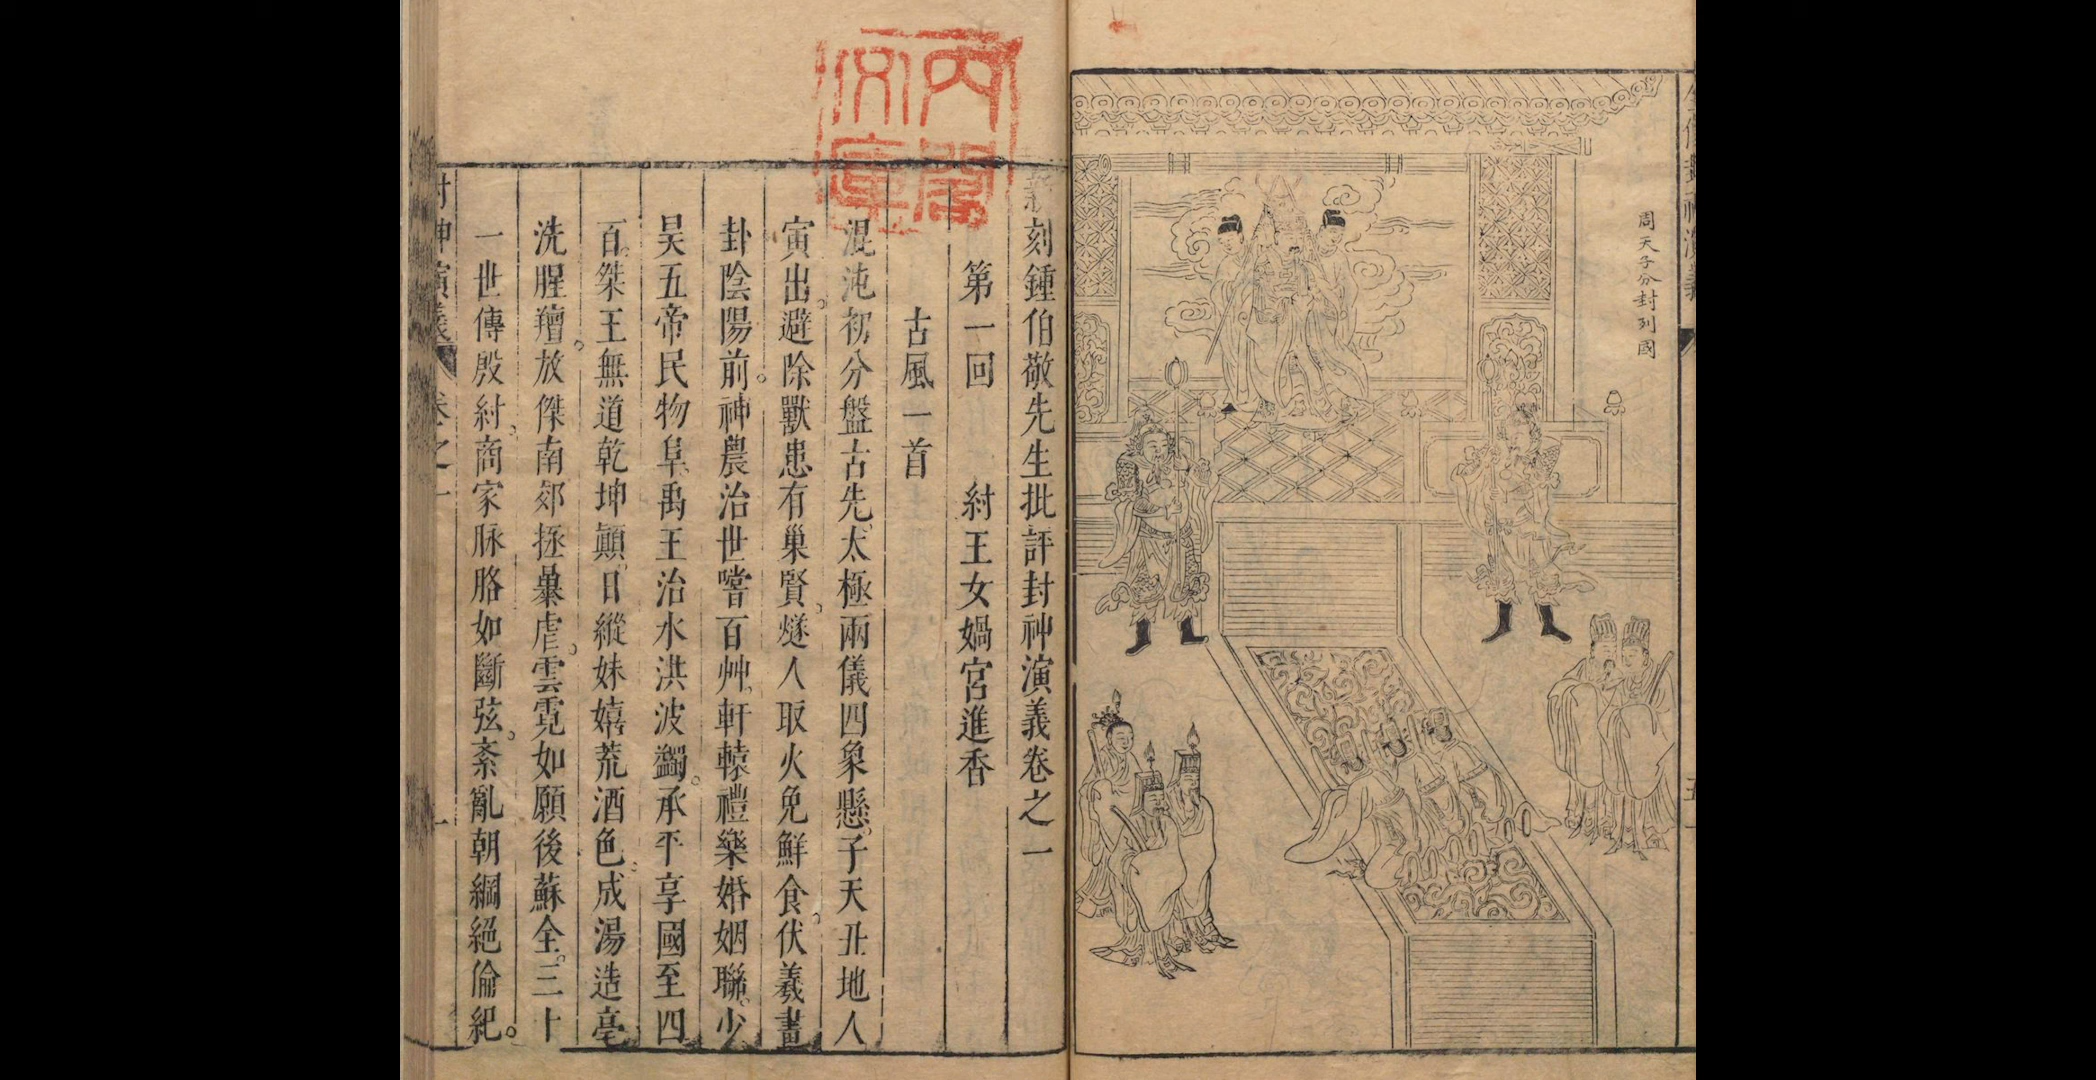 周天子分封列國
新刻鍾伯敬先生批評封神演義卷之一
第一回 紂王女媧宮進香
古風一首
混沌初分盤古先太極兩儀四象懸子天丑地人
寅出避除獸患有巢賢燧人取火免鮮食伏羲畫
卦陰陽前神農治世嘗百艸軒轅禮樂婚姻聯少
昊五帝民物阜禹王治水洪波蠲承平享國至四
百桀王無道乾坤顛日縱妹嬉荒酒色成湯造亳
洗腥羶放傑南郊拯暴虐雲霓如願後蘇全三十
一世傳殷紂商家脉胳如斷弦紊亂朝綱絕倫紀
封神演義 卷之一 一
內閣文庫